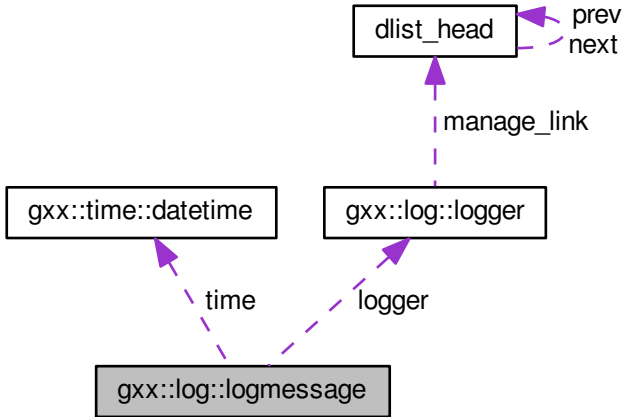 dlist_head
prev
next
manage_link
gxx::time::datetime
gxx::log::logger
time
logger
gxx::log::logmessage